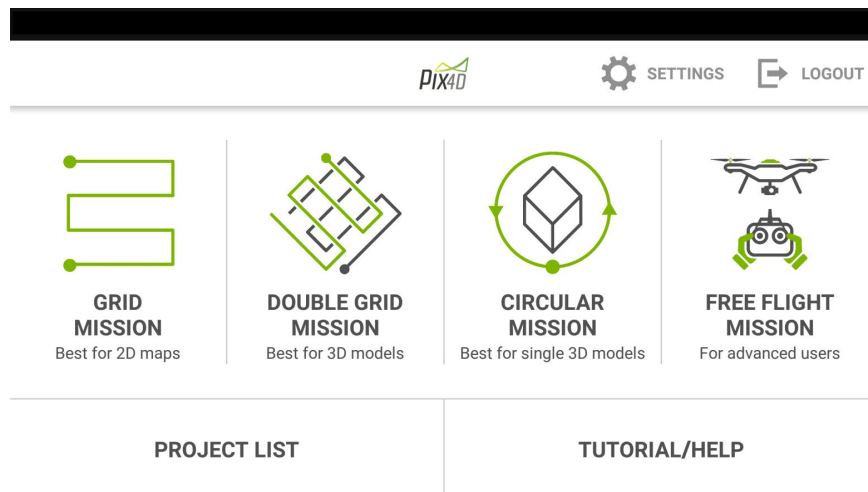 PIX4D
SETTINGS
LOGOUT
GRID
MISSION
Best for 2D maps
DOUBLE GRID
MISSION
Best for 3D models
CIRCULAR
MISSION
Best for single 3D models
FREE FLIGHT
MISSION
For advanced users
PROJECT LIST
TUTORIAL/HELP